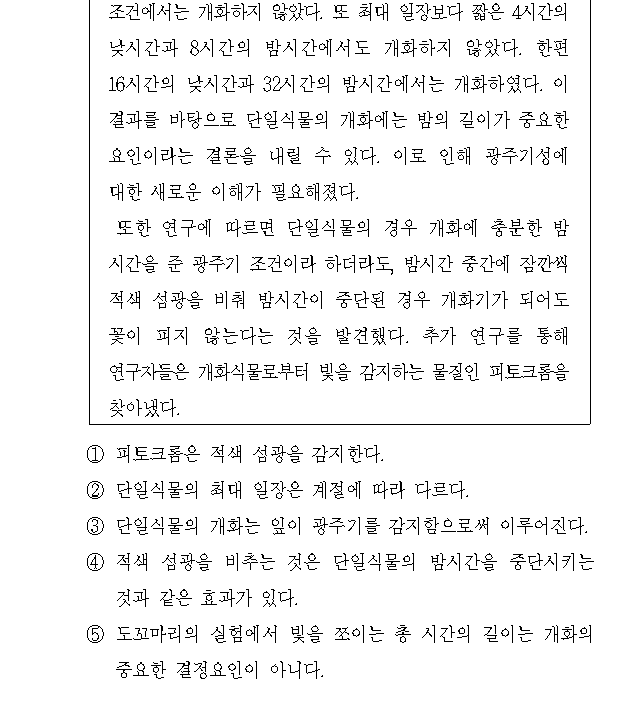 조건에서는 개화하지 않았다. 또 최대 일장보다 짧은 4시간의
낮시간과 8시간의 밤시간에서도 개화하지 않았다. 한편
16시간의 낮시간과 32시간의 밤시간에서는 개화하였다. 이
결과를 바탕으로 단일식물의 개화에는 밤의 길이가 중요한
요인이라는 결론을 내릴 수 있다. 이로 인해 광주기성에
대한 새로운 이해가 필요해졌다.
또한 연구에 따르면 단일식물의 경우 개화에 충분한 밤
시간을 준 광주기 조건이라 하더라도, 밤시간 중간에 잠깐씩
적색 섬광을 비춰 밤시간이 중단된 경우 개화기가 되어도
꽃이 피지 않는다는 것을 발견했다. 추가 연구를 통해
연구자들은 개화식물로부터 빛을 감지하는 물질인 피토크롬을
찾아냈다.
① 피토크롬은 적색 섬광을 감지한다.
② 단일식물의 최대 일장은 계절에 따라 다르다.
③ 단일식물의 개화는 잎이 광주기를 감지함으로써 이루어진다.
④ 적색 섬광을 비추는 것은 단일식물의 밤시간을 중단시키는
것과 같은 효과가 있다.
⑤ 도꼬마리의 실험에서 빛을 쪼이는 총 시간의 길이는 개화의
중요한 결정요인이 아니다.